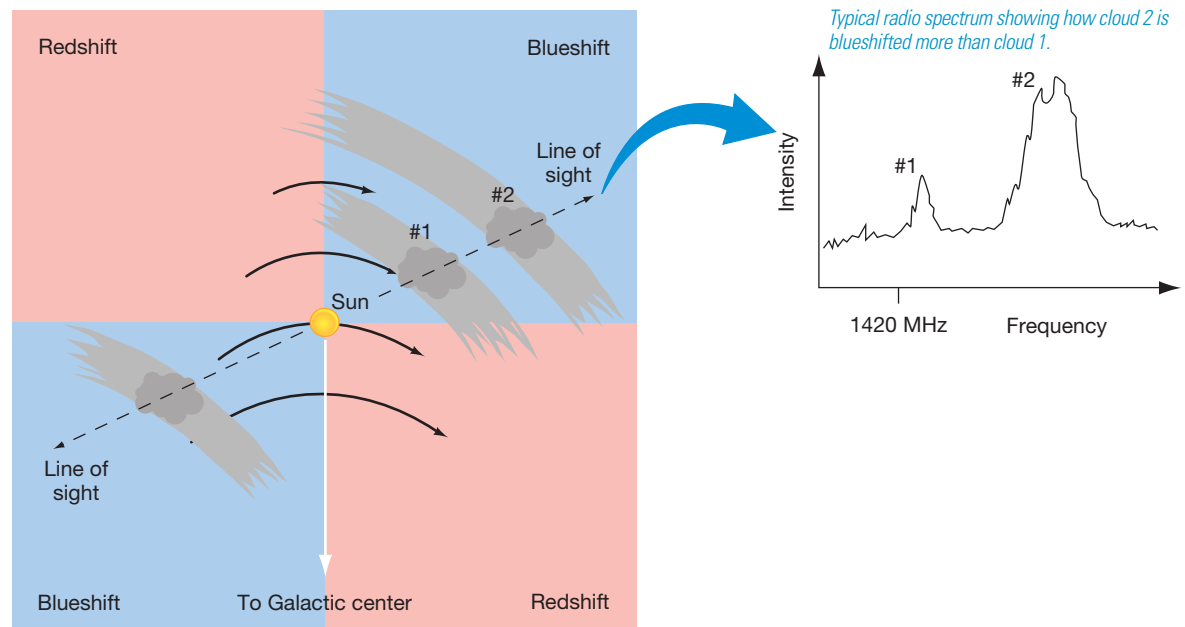 Redshift
Blueshift
Line of
sight
#2
#1
Sun
Line of
sight
Blueshift
To Galactic center
Redshift
Typical radio spectrum showing how cloud 2 is
blueshifted more than cloud 1.
Intensity
#1
#2
1420 MHz
Frequency